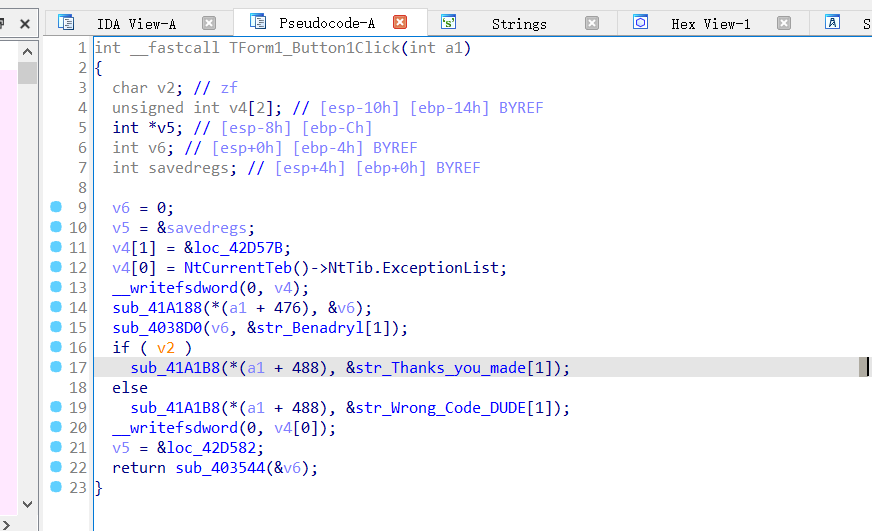 IDA View-A Pseudocode-A Strings Hex View-1 S
1 int __fastcall TForm1_Button1Click(int a1)
2 {
3 char v2; // zf
4 unsigned int v4[2]; // [esp-10h] [ebp-14h] BYREF
5 int *v5; // [esp-8h] [ebp-Ch]
6 int v6; // [esp+0h] [ebp-4h] BYREF
7 int savedregs; // [esp+4h] [ebp+0h] BYREF
8
9 v6 = 0;
10 v5 = &savedregs;
11 v4[1] = &loc_42D57B;
12 v4[0] = NtCurrentTeb()->NtTib.ExceptionList;
13 __writefsdword(0, v4);
14 sub_41A188(*(a1 + 476), &v6);
15 sub_4038D0(v6, &str_Benadryl[1]);
16 if ( v2 )
17 sub_41A1B8(*(a1 + 488), &str_Thanks_you_made[1]);
18 else
19 sub_41A1B8(*(a1 + 488), &str_Wrong_Code_DUDE[1]);
20 __writefsdword(0, v4[0]);
21 v5 = &loc_42D582;
22 return sub_403544(&v6);
23 }